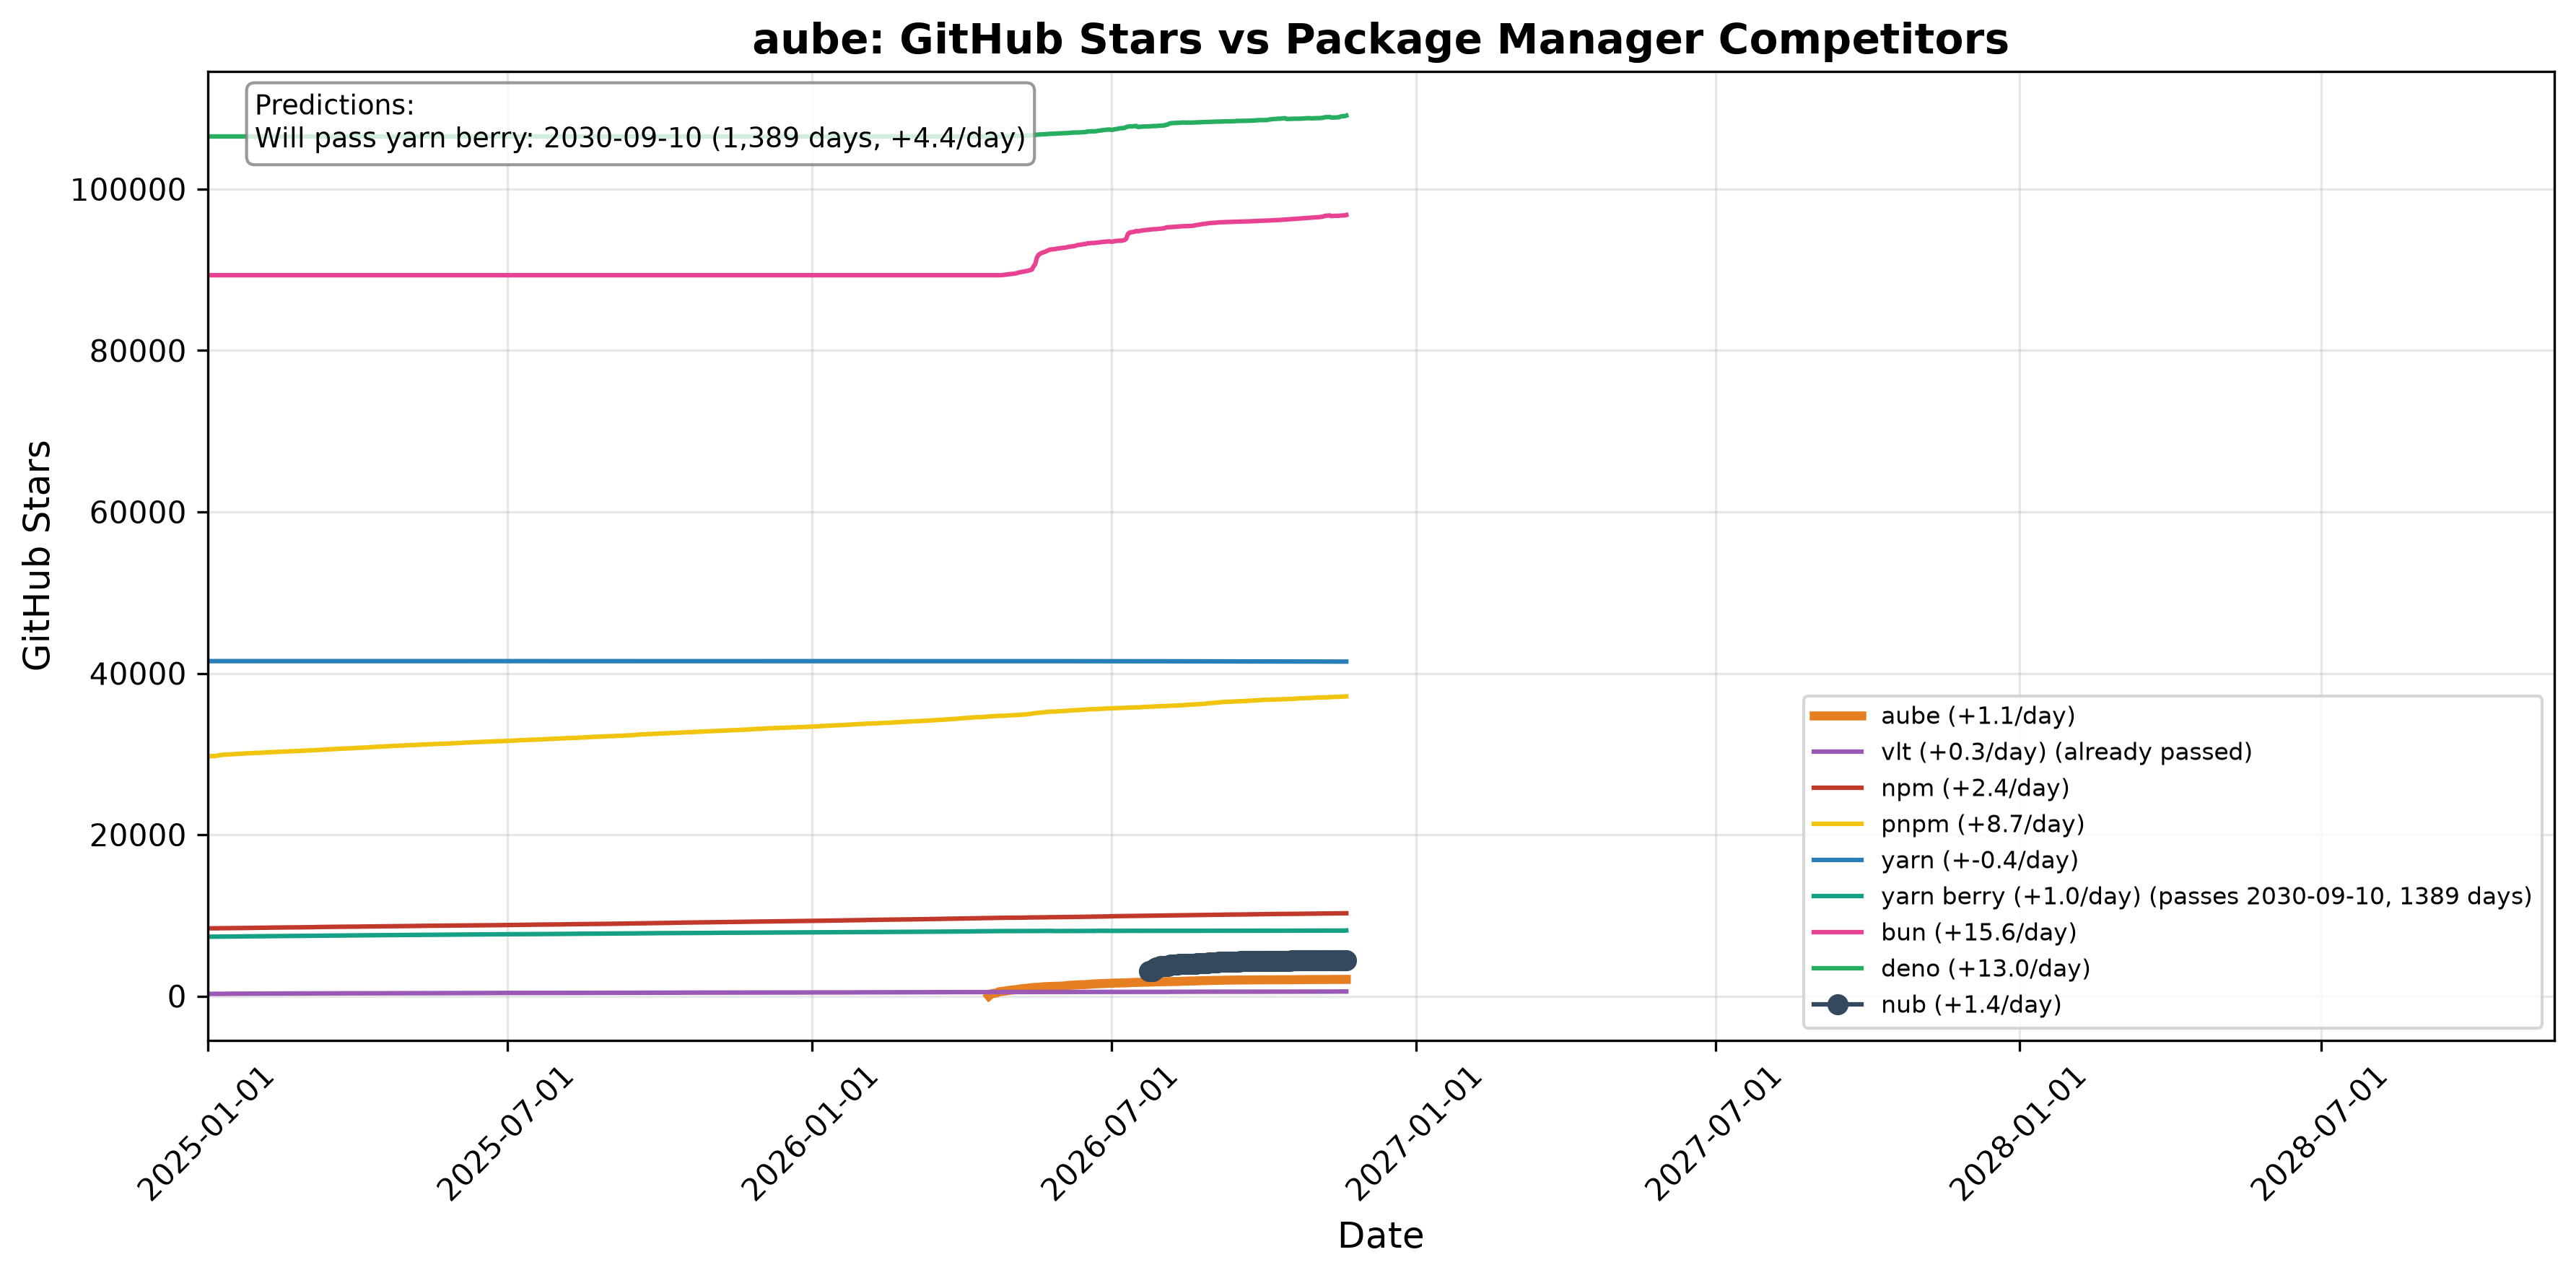 aube: GitHub Stars vs Package Manager Competitors
Predictions:
Will pass yarn berry: 2030-09-10 (1,389 days, +4.4/day)
GitHub Stars
100000
80000
60000
40000
20000
0
aube (+1.1/day)
vlt (+0.3/day) (already passed)
npm (+2.4/day)
pnpm (+8.7/day)
yarn (+-0.4/day)
yarn berry (+1.0/day) (passes 2030-09-10, 1389 days)
bun (+15.6/day)
deno (+13.0/day)
nub (+1.4/day)
2025-01-01
2025-07-01
2026-01-01
2026-07-01
2027-01-01
2027-07-01
2028-01-01
2028-07-01
Date